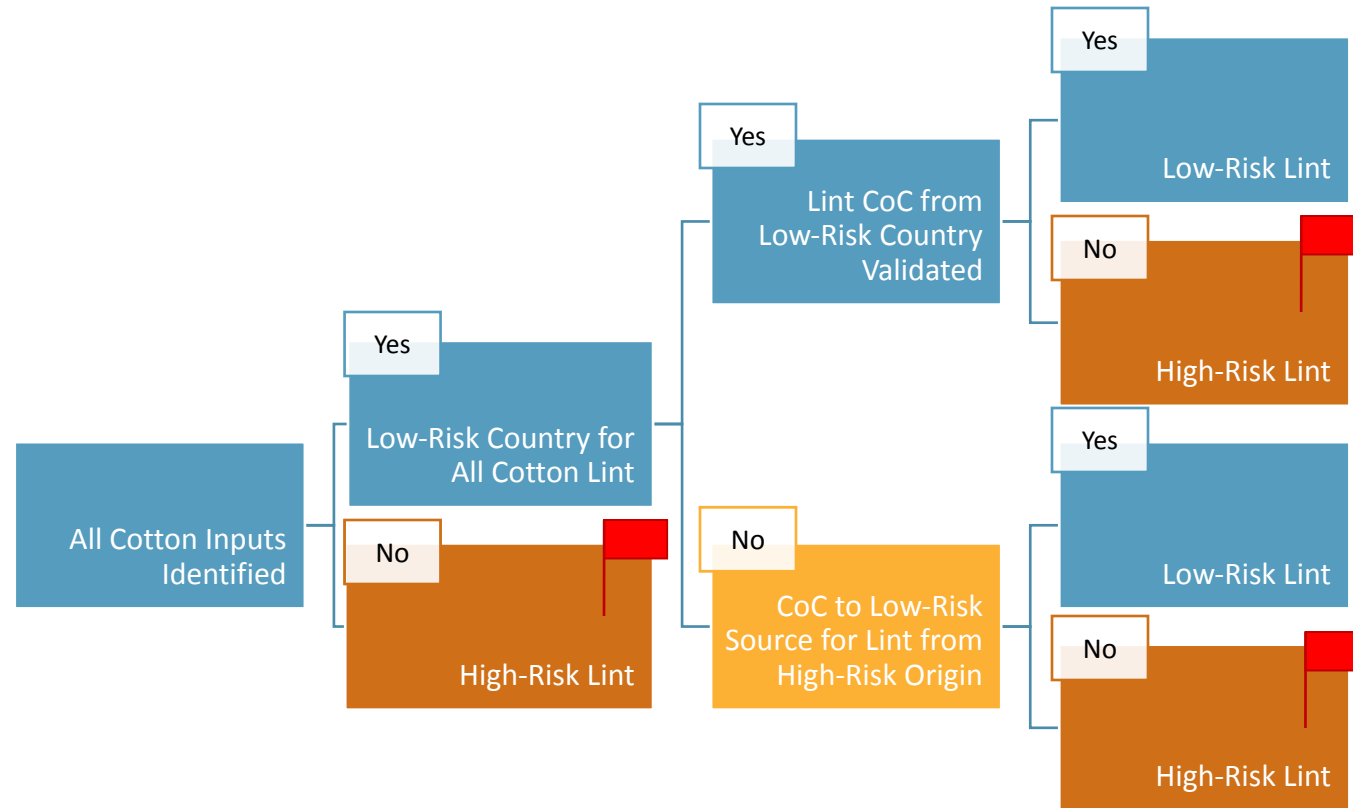 All Cotton Inputs
Identified
Yes
Low-Risk Country for
All Cotton Lint
No
High-Risk Lint
Yes
Lint CoC from
Low-Risk Country
Validated
No
CoC to Low-Risk
Source for Lint from
High-Risk Origin
Yes
Low-Risk Lint
No
High-Risk Lint
Yes
Low-Risk Lint
No
High-Risk Lint